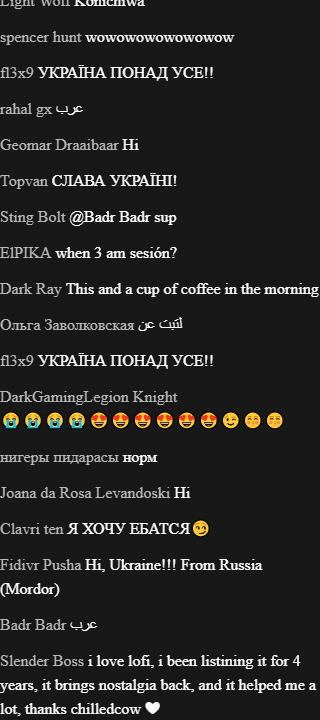 Light Wolf Konichiwa
spencer hunt wowowowowowowow
fl3x9 УКРАЇНА ПОНАД УСЕ!!
rahal gx عرب
Geomar Draaibaar Hi
Topvan СЛАВА УКРАЇНІ!
Sting Bolt @Badr Badr sup
ElPIKA when 3 am sesión?
Dark Ray This and a cup of coffee in the morning
Ольга Заволковская لتبث عن
fl3x9 УКРАЇНА ПОНАД УСЕ!!
DarkGamingLegion Knight
😭😭😭😭😍😍😍😍😍😍😉😚😚
нигеры пидарасы норм
Joana da Rosa Levandoski Hi
Clavri ten Я ХОЧУ ЕБАТСЯ😏
Fidivr Pusha Hi, Ukraine!!! From Russia
(Mordor)
Badr Badr عرب
Slender Boss i love lofi, i been listining it for 4
years, it brings nostalgia back, and it helped me a
lot, thanks chilledcow 🤍